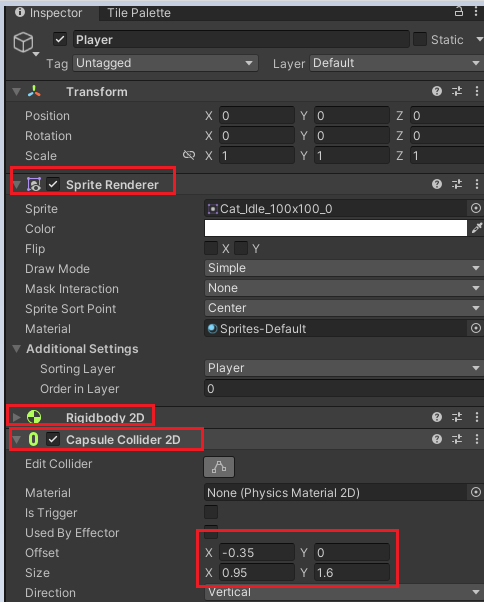 Inspector Tile Palette
Player Static
Tag Untagged Layer Default
Transform
Position X 0 Y 0 Z 0
Rotation X 0 Y 0 Z 0
Scale X 1 Y 1 Z 1
Sprite Renderer
Sprite Cat_Idle_100x100_0
Color
Flip X Y
Draw Mode Simple
Mask Interaction None
Sprite Sort Point Center
Material Sprites-Default
Additional Settings
Sorting Layer Player
Order in Layer 0
Rigidbody 2D
Capsule Collider 2D
Edit Collider
Material None (Physics Material 2D)
Is Trigger
Used By Effector
Offset X -0.35 Y 0
Size X 0.95 Y 1.6
Direction Vertical